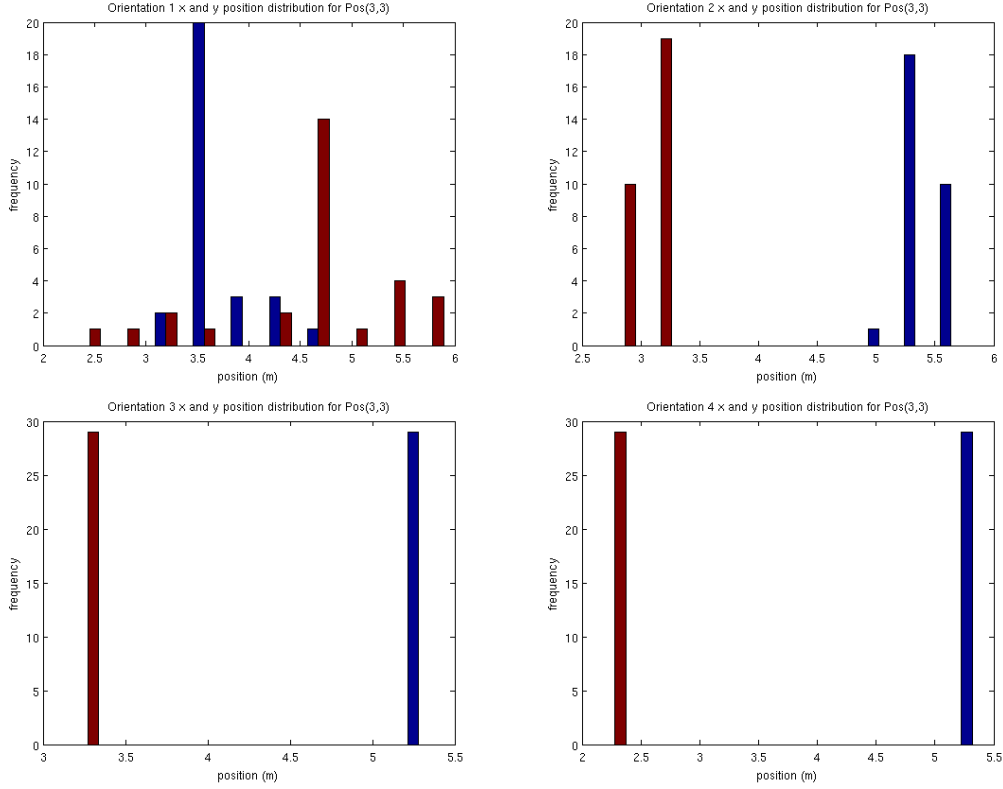 Orientation 1 x and y position distribution for Pos(3,3)
20
18
16
14
12
10
8
6
4
2
0
frequency
2 2.5 3 3.5 4 4.5 5 5.5 6
position (m)
Orientation 2 x and y position distribution for Pos(3,3)
20
18
16
14
12
10
8
6
4
2
0
frequency
2.5 3 3.5 4 4.5 5 5.5 6
position (m)
Orientation 3 x and y position distribution for Pos(3,3)
30
25
20
15
10
5
0
frequency
3 3.5 4 4.5 5 5.5
position (m)
Orientation 4 x and y position distribution for Pos(3,3)
30
25
20
15
10
5
0
frequency
2 2.5 3 3.5 4 4.5 5 5.5
position (m)